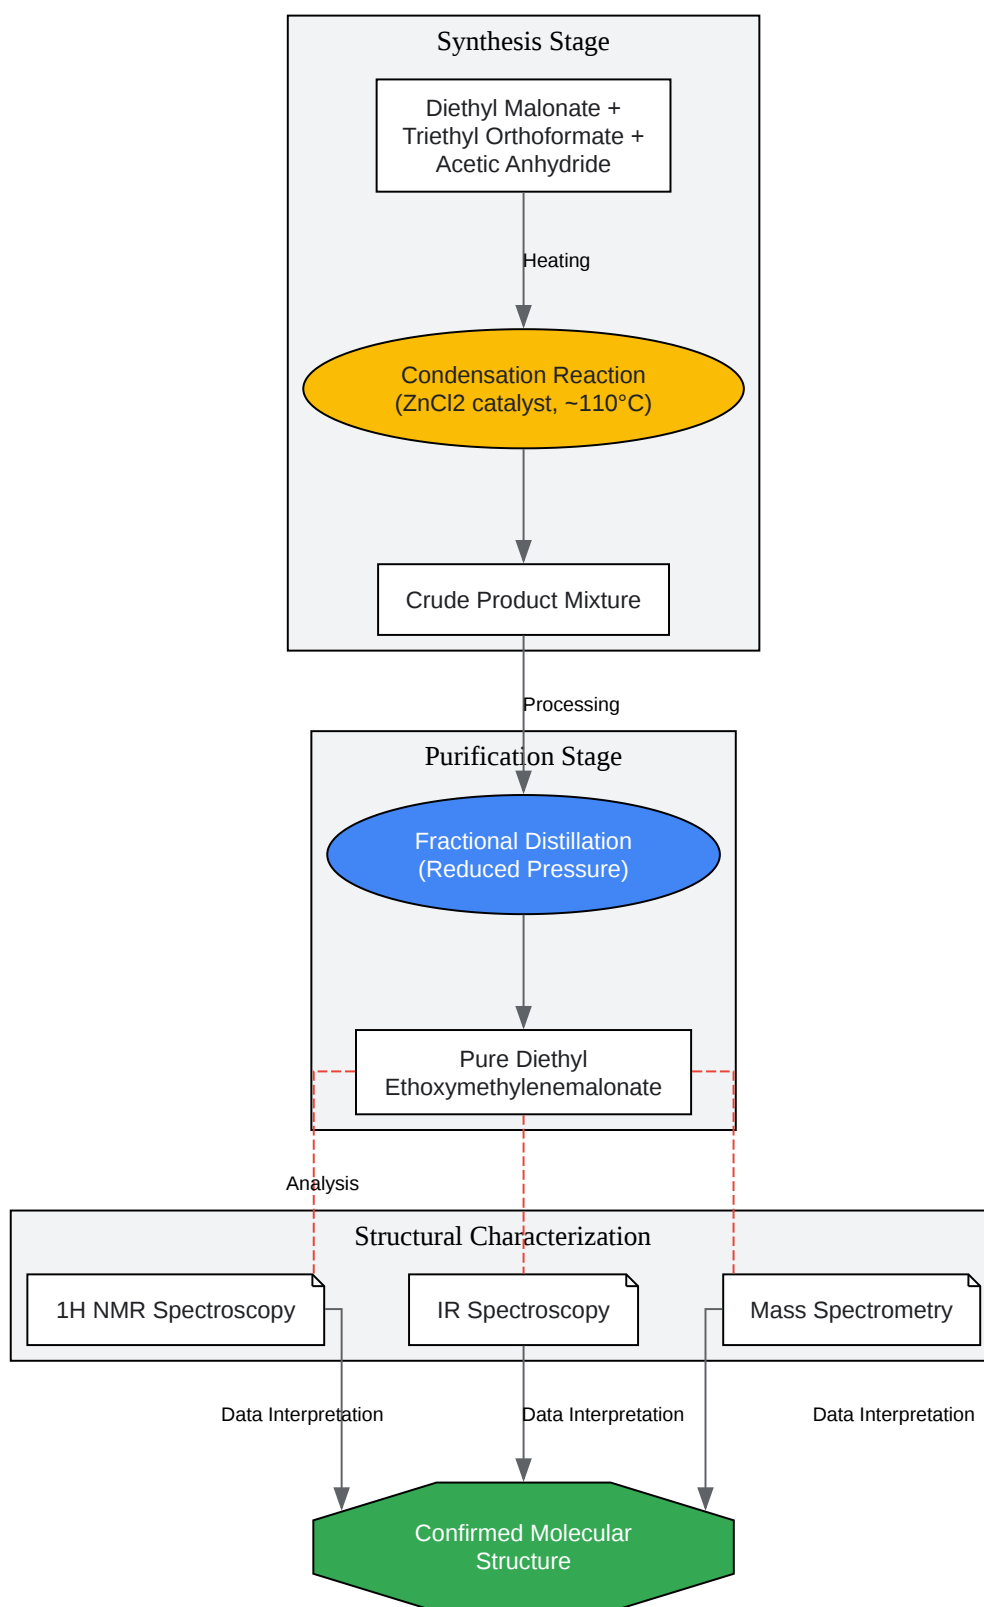 Synthesis Stage
Diethyl Malonate +
Triethyl Orthoformate +
Acetic Anhydride
Heating
Condensation Reaction
(ZnCl2 catalyst, ~110°C)
Crude Product Mixture
Processing
Purification Stage
Fractional Distillation
(Reduced Pressure)
Pure Diethyl
Ethoxymethylenemalonate
Analysis
Structural Characterization
1H NMR Spectroscopy
IR Spectroscopy
Mass Spectrometry
Data Interpretation
Data Interpretation
Data Interpretation
Confirmed Molecular
Structure